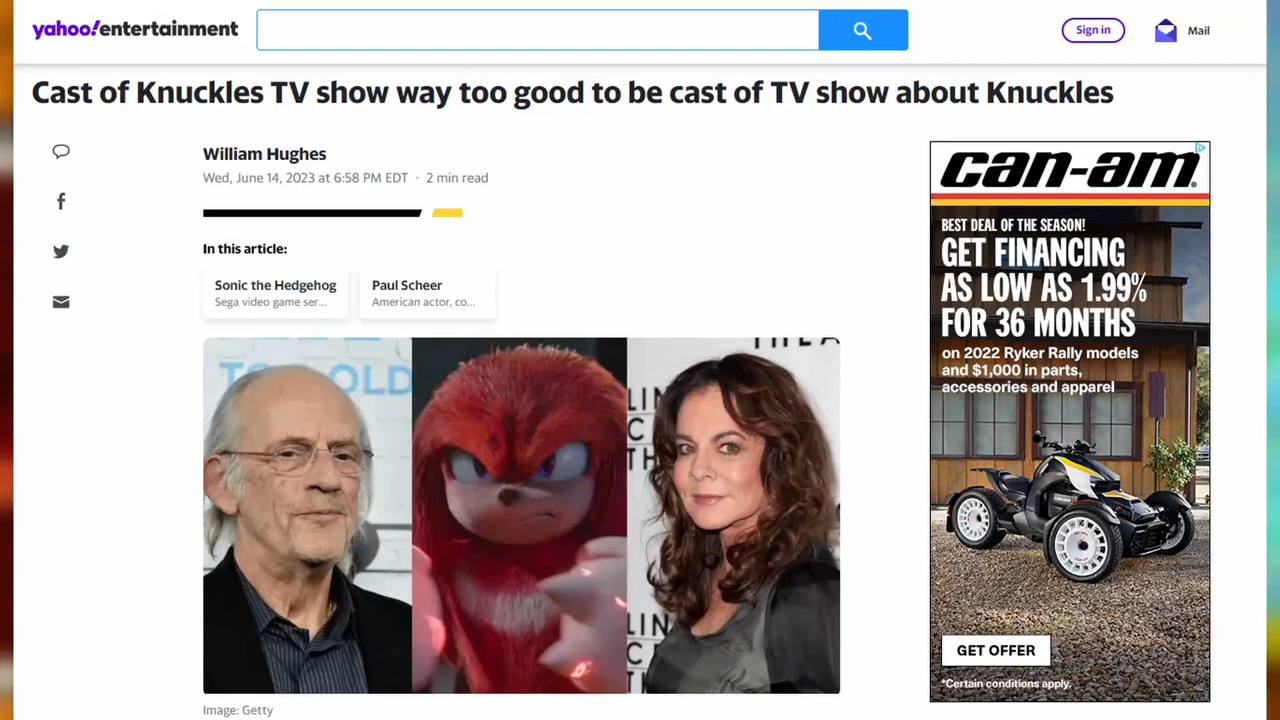 yahoo!entertainment
Sign in
Mail
Cast of Knuckles TV show way too good to be cast of TV show about Knuckles
William Hughes
Wed, June 14, 2023 at 6:58 PM EDT · 2 min read
In this article:
Sonic the Hedgehog
Sega video game ser...
Paul Scheer
American actor, co...
Image: Getty
can-am
BEST DEAL OF THE SEASON!
GET FINANCING
AS LOW AS 1.99%
FOR 36 MONTHS
on 2022 Ryker Rally models
and $1,000 in parts,
accessories and apparel
GET OFFER
*Certain conditions apply.